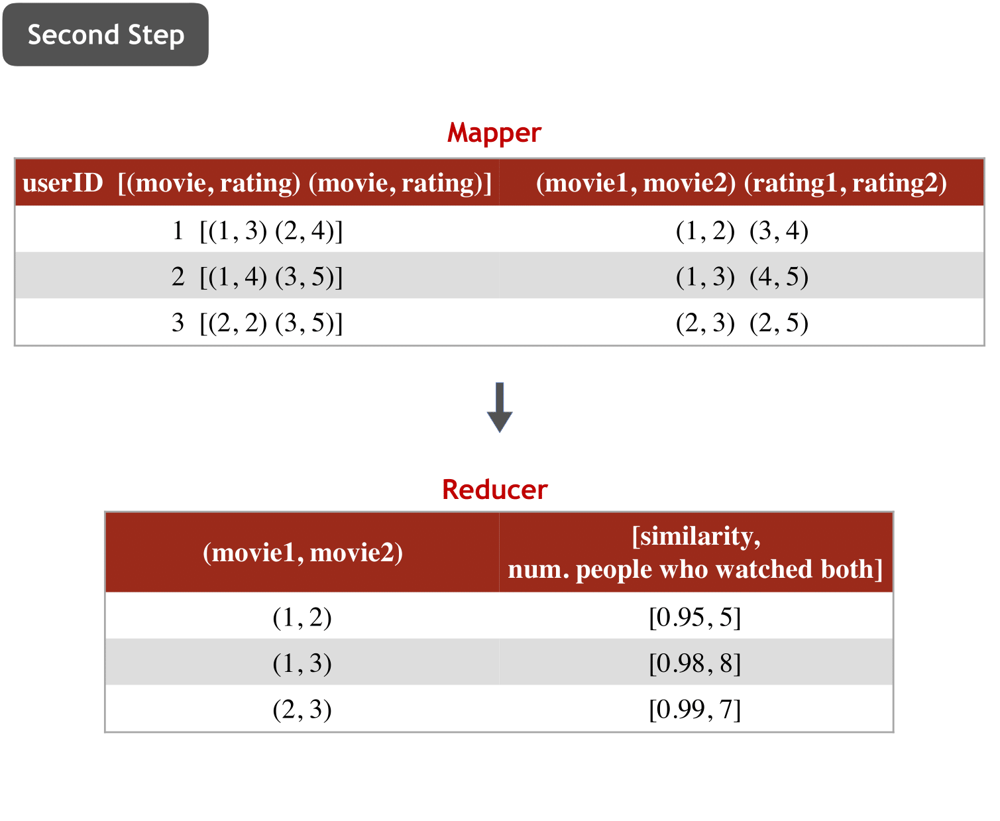 Second Step
Mapper
userID [(movie, rating) (movie, rating)] (movie1, movie2) (rating1, rating2)
1 [(1, 3) (2, 4)] (1, 2) (3, 4)
2 [(1, 4) (3, 5)] (1, 3) (4, 5)
3 [(2, 2) (3, 5)] (2, 3) (2, 5)
Reducer
(movie1, movie2) [similarity,
num. people who watched both]
(1, 2) [0.95, 5]
(1, 3) [0.98, 8]
(2, 3) [0.99, 7]